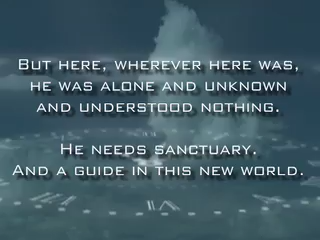 But here, wherever here was,
he was alone and unknown
and understood nothing.
He needs sanctuary.
And a guide in this new world.